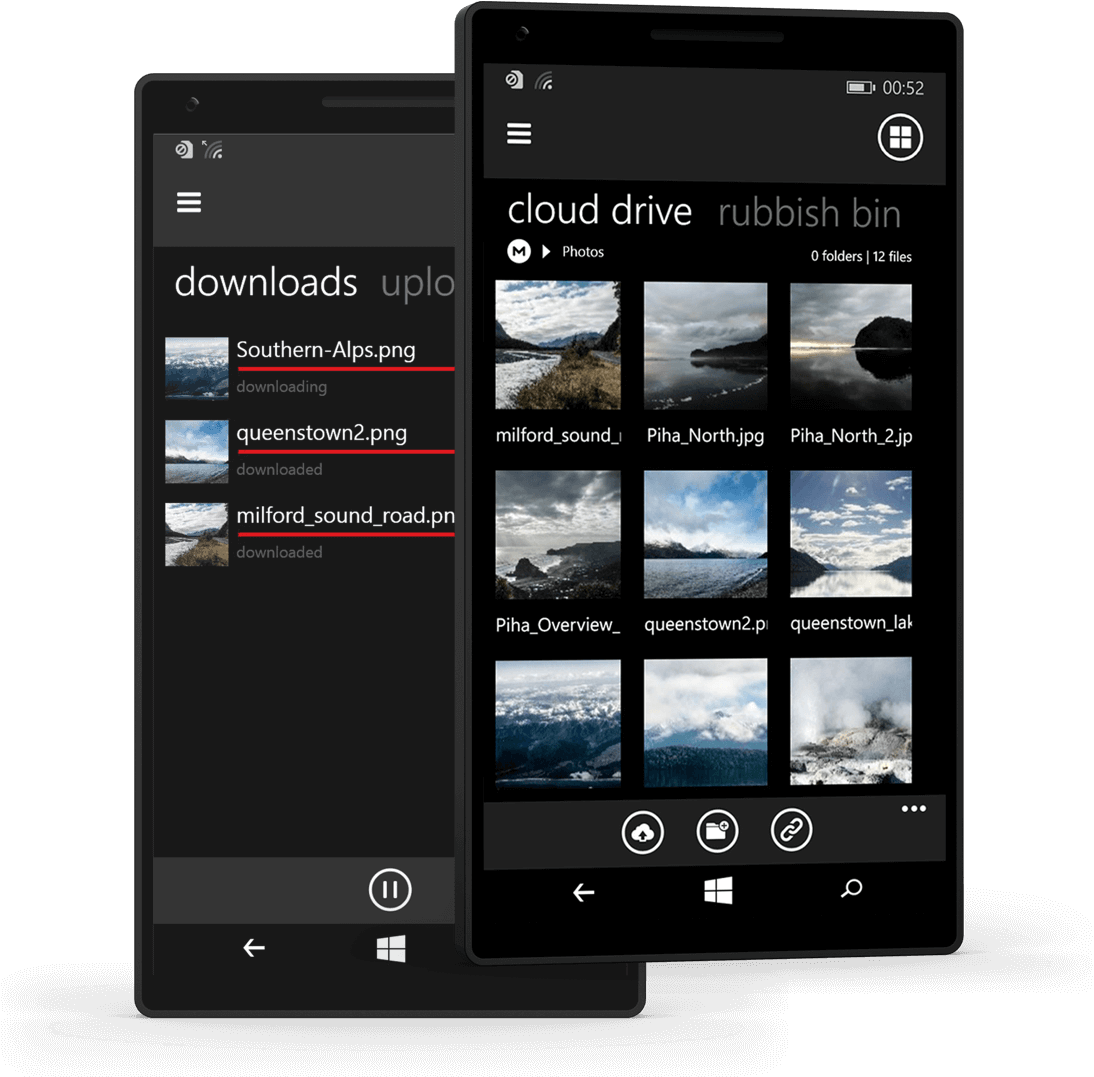 downloads uplo
Southern-Alps.png
downloading
queenstown2.png
downloaded
milford_sound_road.pn
downloaded
00:52
cloud drive rubbish bin
M Photos 0 folders | 12 files
milford_sound_ Piha_North.jpg Piha_North_2.jp
Piha_Overview_ queenstown2.p queenstown_lak